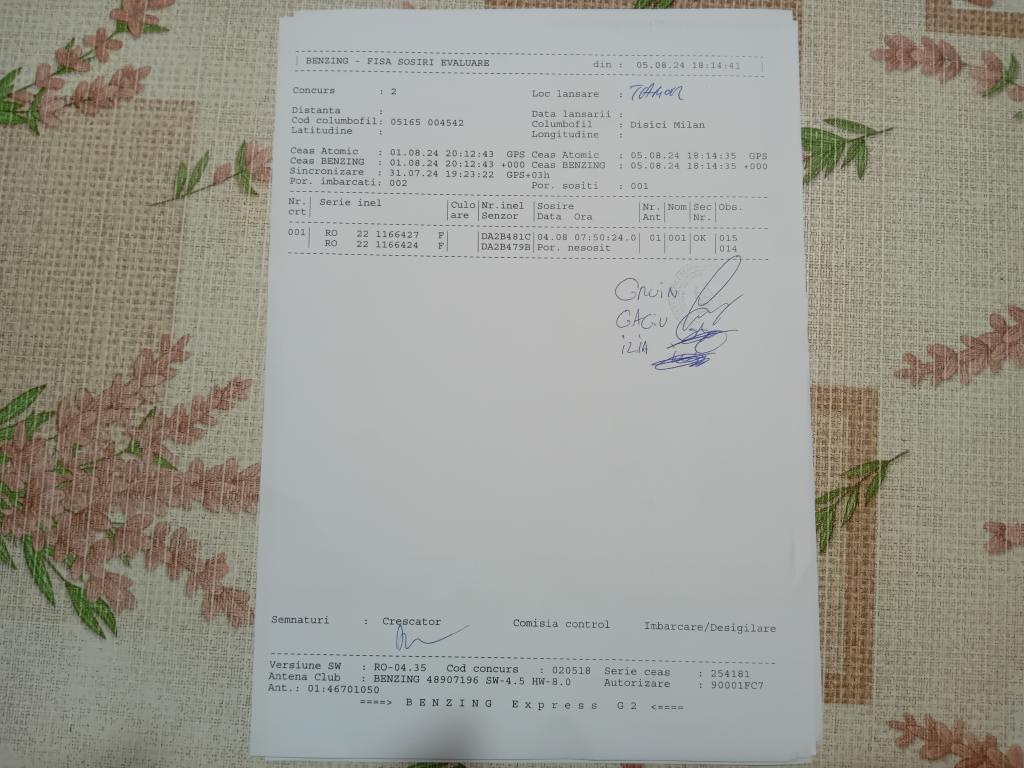 BENZING - FISA SOSIRI EVALUARE din : 05.08.24 18:14:41
Concurs : 2 Loc lansare :
Distanta : Data lansarii :
Cod columbofil: 05165 004542 Columbofil : Disici Milan
Latitudine : Longitudine :
Ceas Atomic : 01.08.24 20:12:43 GPS Ceas Atomic : 05.08.24 18:14:35 GPS
Ceas BENZING : 01.08.24 20:12:43 +000 Ceas BENZING : 05.08.24 18:14:35 +000
Sincronizare : 31.07.24 19:23:22 GPS+03h
Por. imbarcati: 002 Por. sositi : 001
Nr. Serie inel Culo Nr.inel Sosire Nr. Nom Sec Obs.
crt are Senzor Data Ora Ant Nr.
001 RO 22 1166427 F DA2B481C 04.08 07:50:24.0 01 001 OK 015
RO 22 1166424 F DA2B479B Por. nesosit 014
GRUIN
GAGIU
iLIA
Semnaturi : Crescator Comisia control Imbarcare/Desigilare
Versiune SW : RO-04.35 Cod concurs : 020518 Serie ceas : 254181
Antena Club : BENZING 48907196 SW-4.5 HW-8.0 Autorizare : 90001FC7
Ant.: 01:46701050
====> B E N Z I N G E x p r e s s G 2 <====